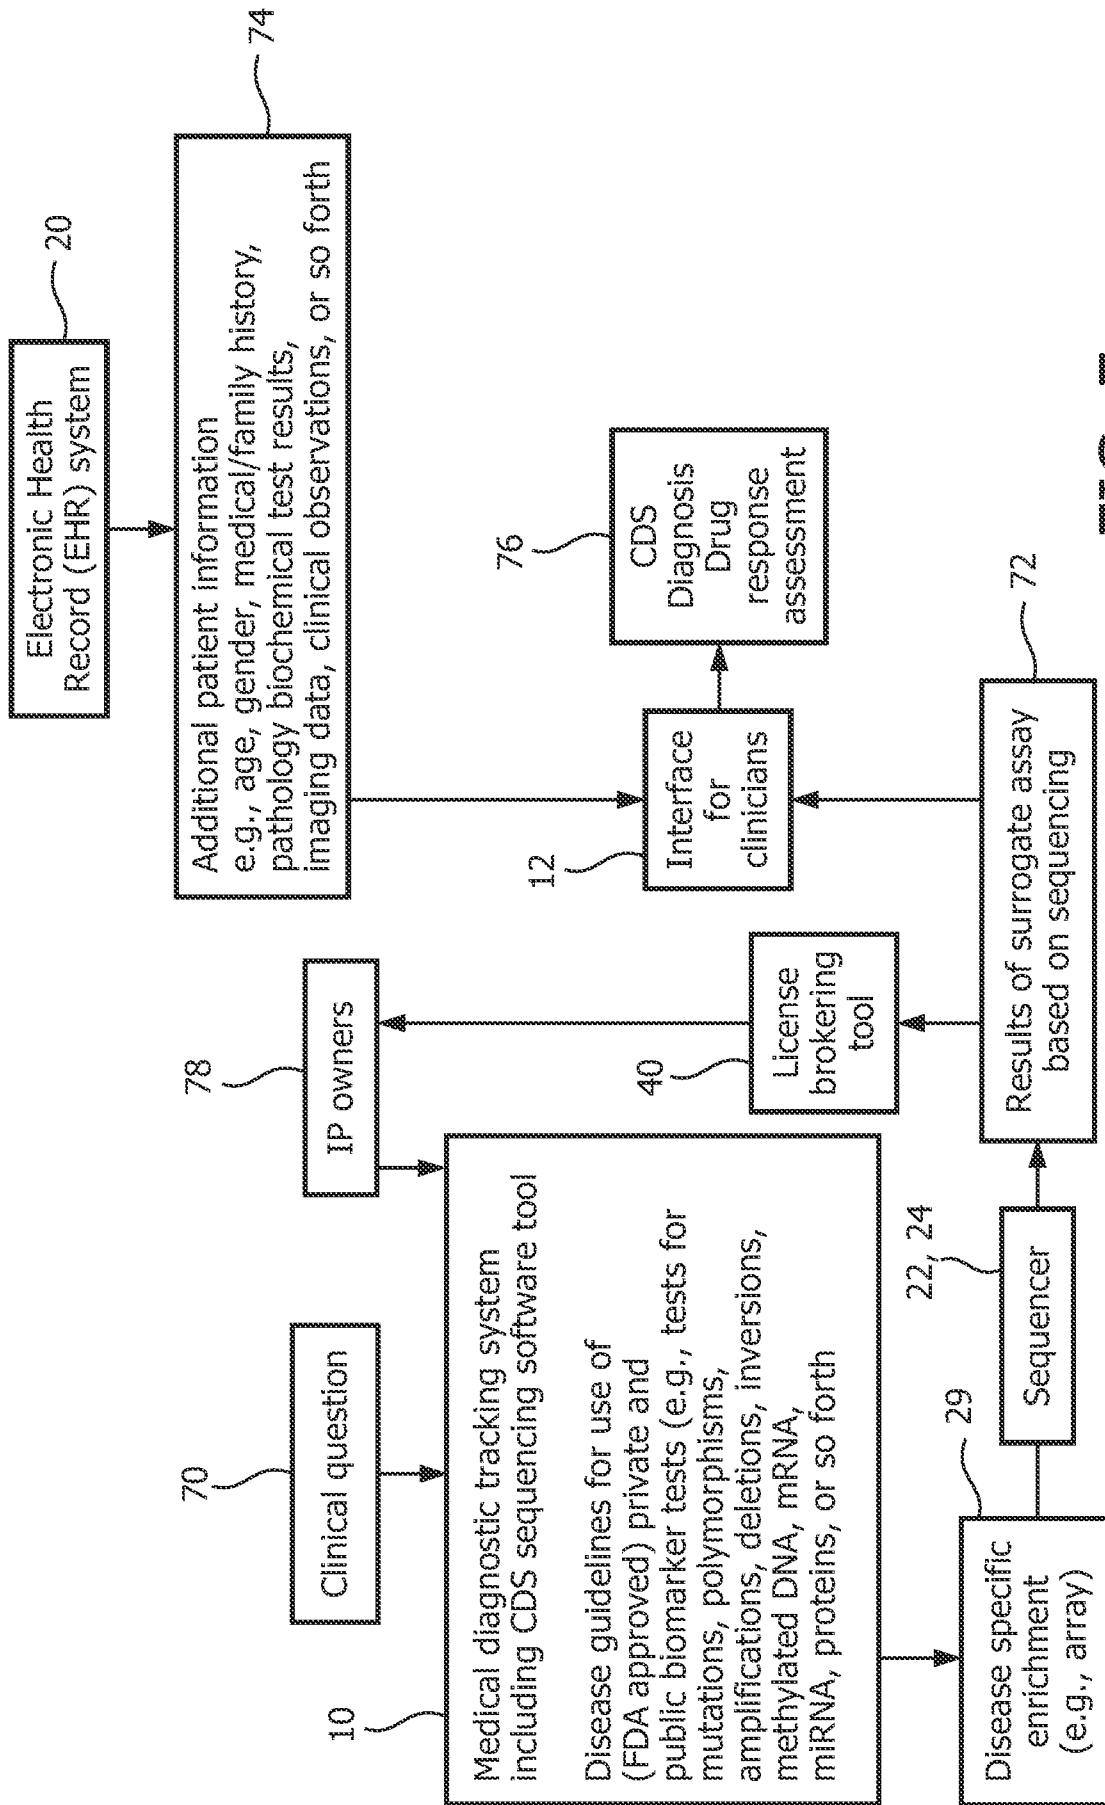 Electronic Health
Record (EHR) system
20
74
Additional patient information
e.g., age, gender, medical/family history,
pathology biochemical test results,
imaging data, clinical observations, or so forth
70
Clinical question
78
IP owners
10
Medical diagnostic tracking system
including CDS sequencing software tool
Disease guidelines for use of
(FDA approved) private and
public biomarker tests (e.g., tests for
mutations, polymorphisms,
amplifications, deletions, inversions,
methylated DNA, mRNA,
miRNA, proteins, or so forth
40
License
brokering
tool
12
Interface
for
clinicians
76
CDS
Diagnosis
Drug
response
assessment
29
Disease specific
enrichment
(e.g., array)
22, 24
Sequencer
72
Results of surrogate assay
based on sequencing